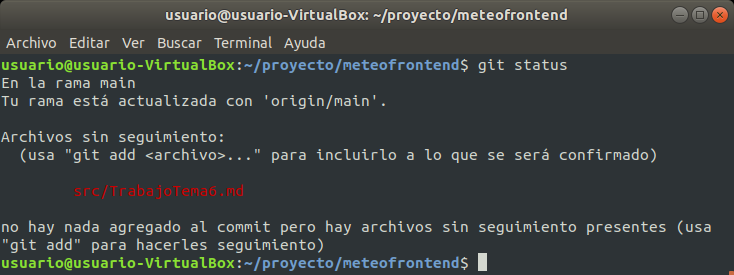 usuario@usuario-VirtualBox: ~/proyecto/meteofrontend
Archivo Editar Ver Buscar Terminal Ayuda
usuario@usuario-VirtualBox:~/proyecto/meteofrontend$ git status
En la rama main
Tu rama está actualizada con 'origin/main'.
Archivos sin seguimiento:
(usa "git add <archivo>..." para incluirlo a lo que se será confirmado)
src/TrabajoTema6.md
no hay nada agregado al commit pero hay archivos sin seguimiento presentes (usa
"git add" para hacerles seguimiento)
usuario@usuario-VirtualBox:~/proyecto/meteofrontend$